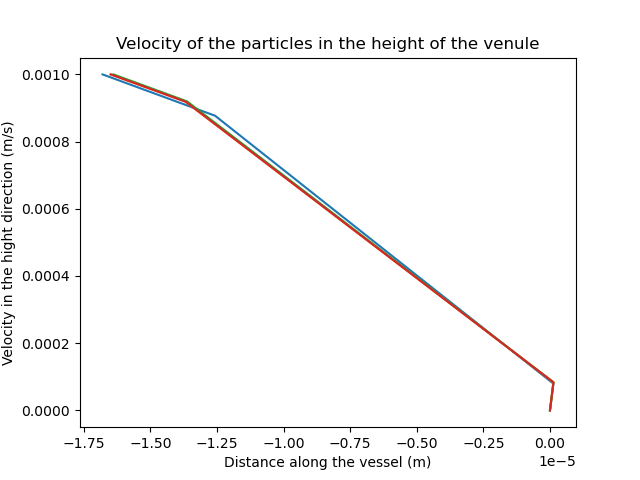 Velocity of the particles in the height of the venule
Velocity in the hight direction (m/s)
0.0010
0.0008
0.0006
0.0004
0.0002
0.0000
−1.75 −1.50 −1.25 −1.00 −0.75 −0.50 −0.25 0.00
1e−5
Distance along the vessel (m)